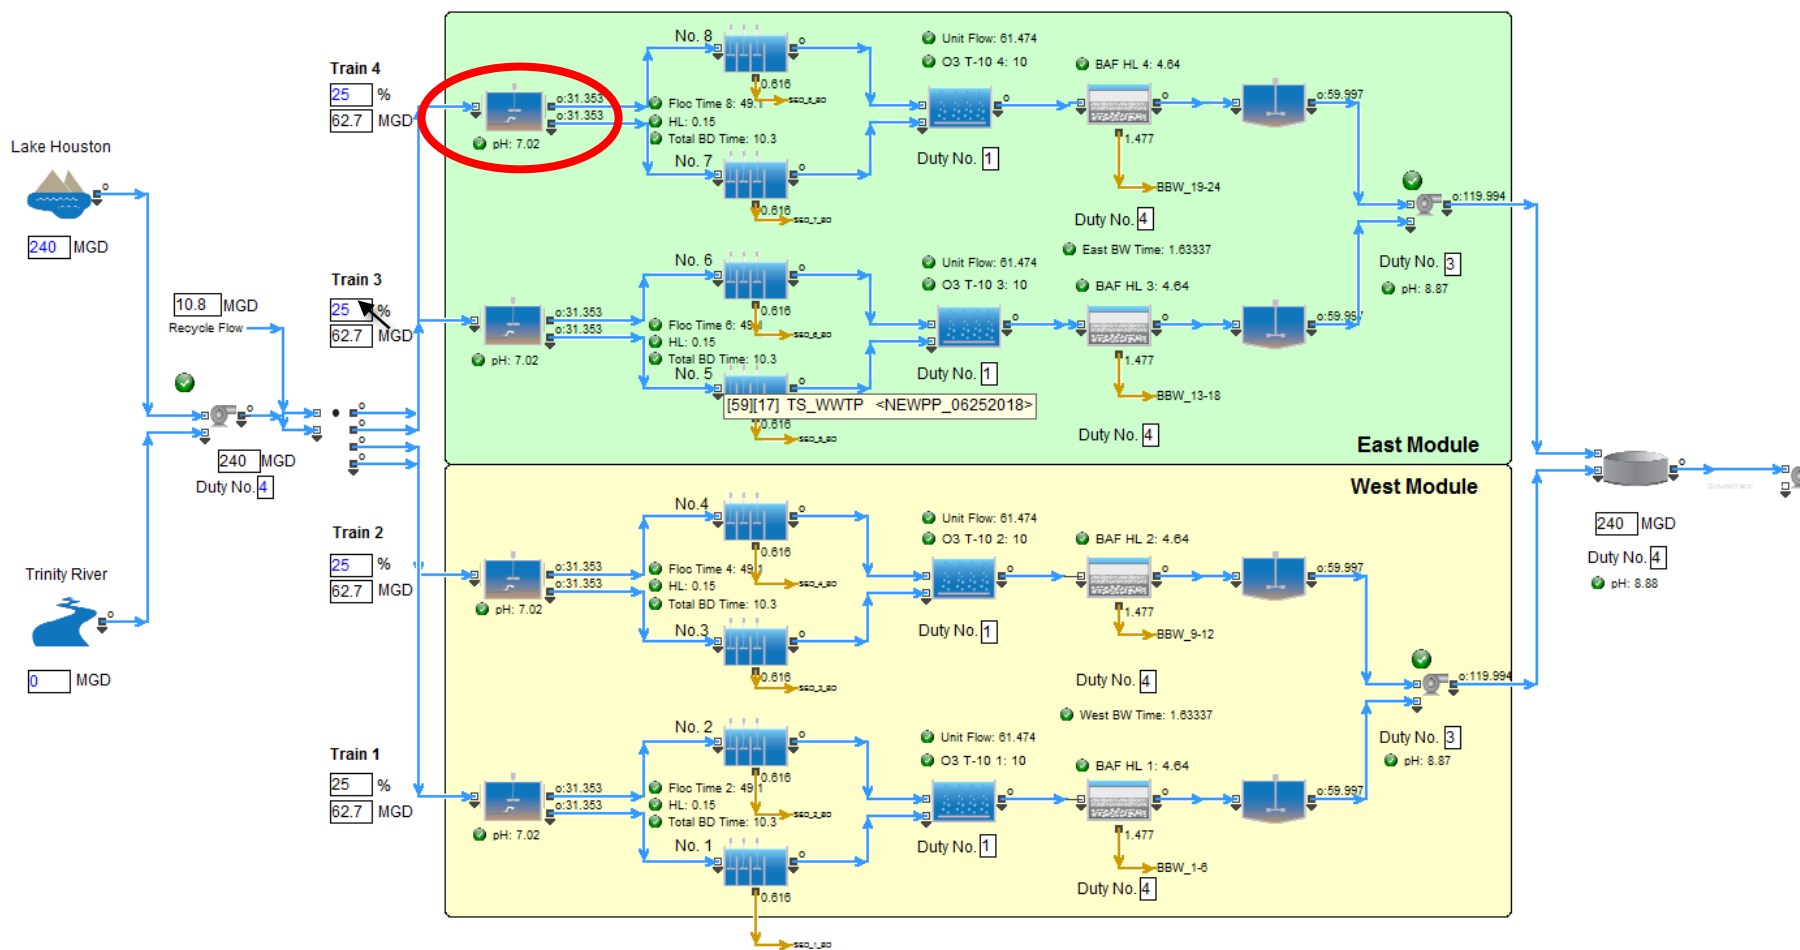 Lake Houston
240 MGD
Trinity River
0 MGD
10.8 MGD
Recycle Flow
240 MGD
Duty No. 4
Train 4
25 %
62.7 MGD
pH: 7.02
o:31.353
o:31.353
No. 8
Floc Time 8: 49.1
HL: 0.15
Total BD Time: 10.3
No. 7
0.616
SED_8_BD
0.616
SED_7_BD
Unit Flow: 61.474
O3 T-10 4: 10
Duty No. 1
BAF HL 4: 4.64
1.477
BBW_19-24
Duty No. 4
o:59.997
East BW Time: 1.63337
Train 3
25 %
62.7 MGD
pH: 7.02
o:31.353
o:31.353
No. 6
Floc Time 6: 49.1
HL: 0.15
Total BD Time: 10.3
No. 5
0.616
SED_6_BD
[59][17] TS_WWTP <NEWPP_06252018>
0.616
SED_5_BD
Unit Flow: 61.474
O3 T-10 3: 10
Duty No. 1
BAF HL 3: 4.64
1.477
BBW_13-18
Duty No. 4
o:59.997
o:119.994
Duty No. 3
pH: 8.87
East Module
West Module
Train 2
25 %
62.7 MGD
pH: 7.02
o:31.353
o:31.353
No.4
Floc Time 4: 49.1
HL: 0.15
Total BD Time: 10.3
No.3
0.616
SED_4_BD
0.616
SED_3_BD
Unit Flow: 61.474
O3 T-10 2: 10
Duty No. 1
BAF HL 2: 4.64
1.477
BBW_9-12
Duty No. 4
o:59.997
West BW Time: 1.63337
Train 1
25 %
62.7 MGD
pH: 7.02
o:31.353
o:31.353
No. 2
Floc Time 2: 49.1
HL: 0.15
Total BD Time: 10.3
No. 1
0.616
SED_2_BD
0.616
SED_1_BD
Unit Flow: 61.474
O3 T-10 1: 10
Duty No. 1
BAF HL 1: 4.64
1.477
BBW_1-6
Duty No. 4
o:59.997
o:119.994
Duty No. 3
pH: 8.87
240 MGD
Duty No. 4
pH: 8.88